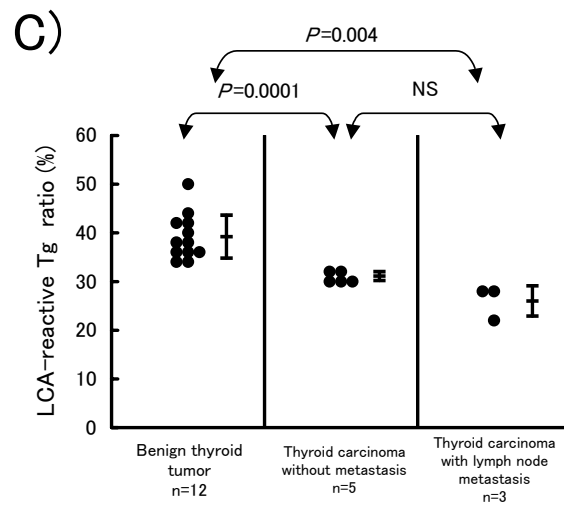 C)
P=0.004
P=0.0001
NS
LCA-reactive Tg ratio (%)
60
50
40
30
20
10
0
Benign thyroid
tumor
n=12
Thyroid carcinoma
without metastasis
n=5
Thyroid carcinoma
with lymph node
metastasis
n=3